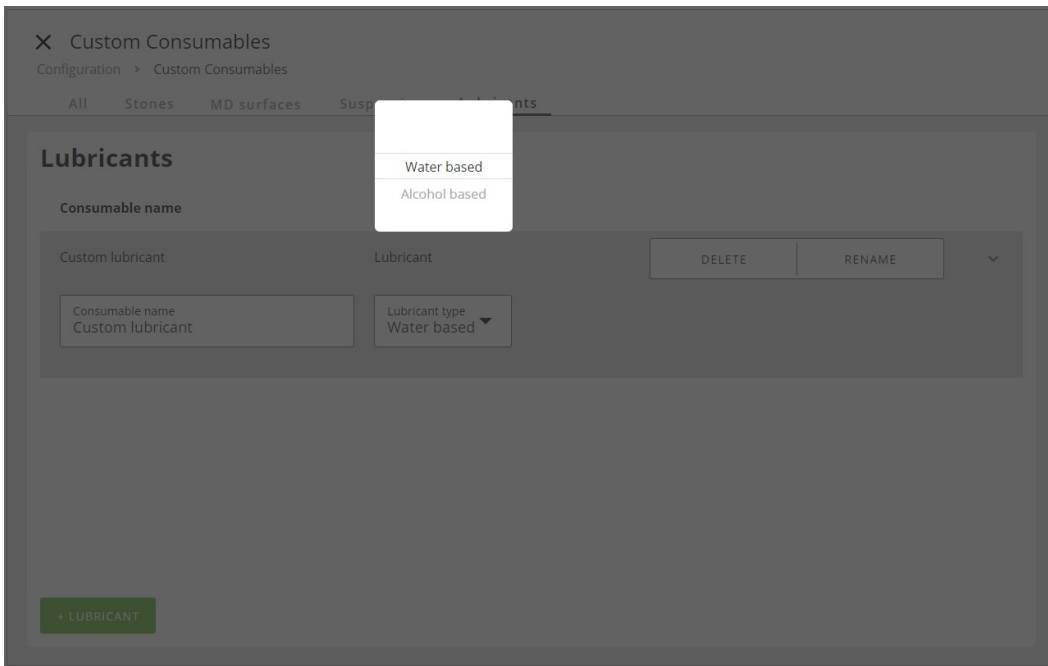 Custom Consumables
Configuration > Custom Consumables
All Stones MD surfaces
nts
Water based
Alcohol based
Lubricants
Consumable name
Custom lubricant Lubricant DELETE RENAME
Consumable name Lubricant type
Custom lubricant Water based
+ LUBRICANT